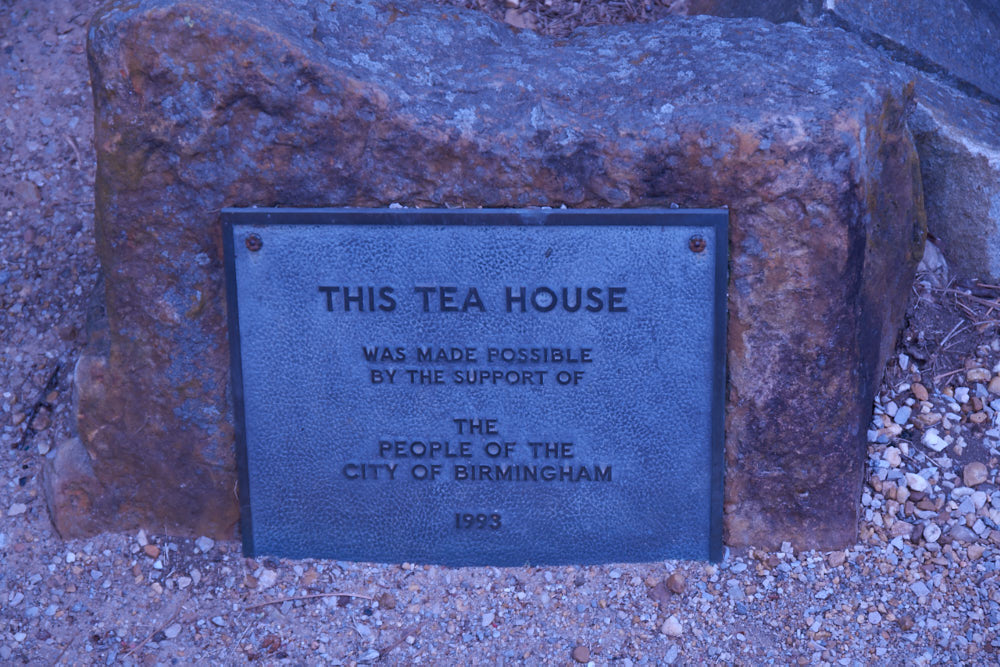 THIS TEA HOUSE
WAS MADE POSSIBLE
BY THE SUPPORT OF
THE
PEOPLE OF THE
CITY OF BIRMINGHAM
1993